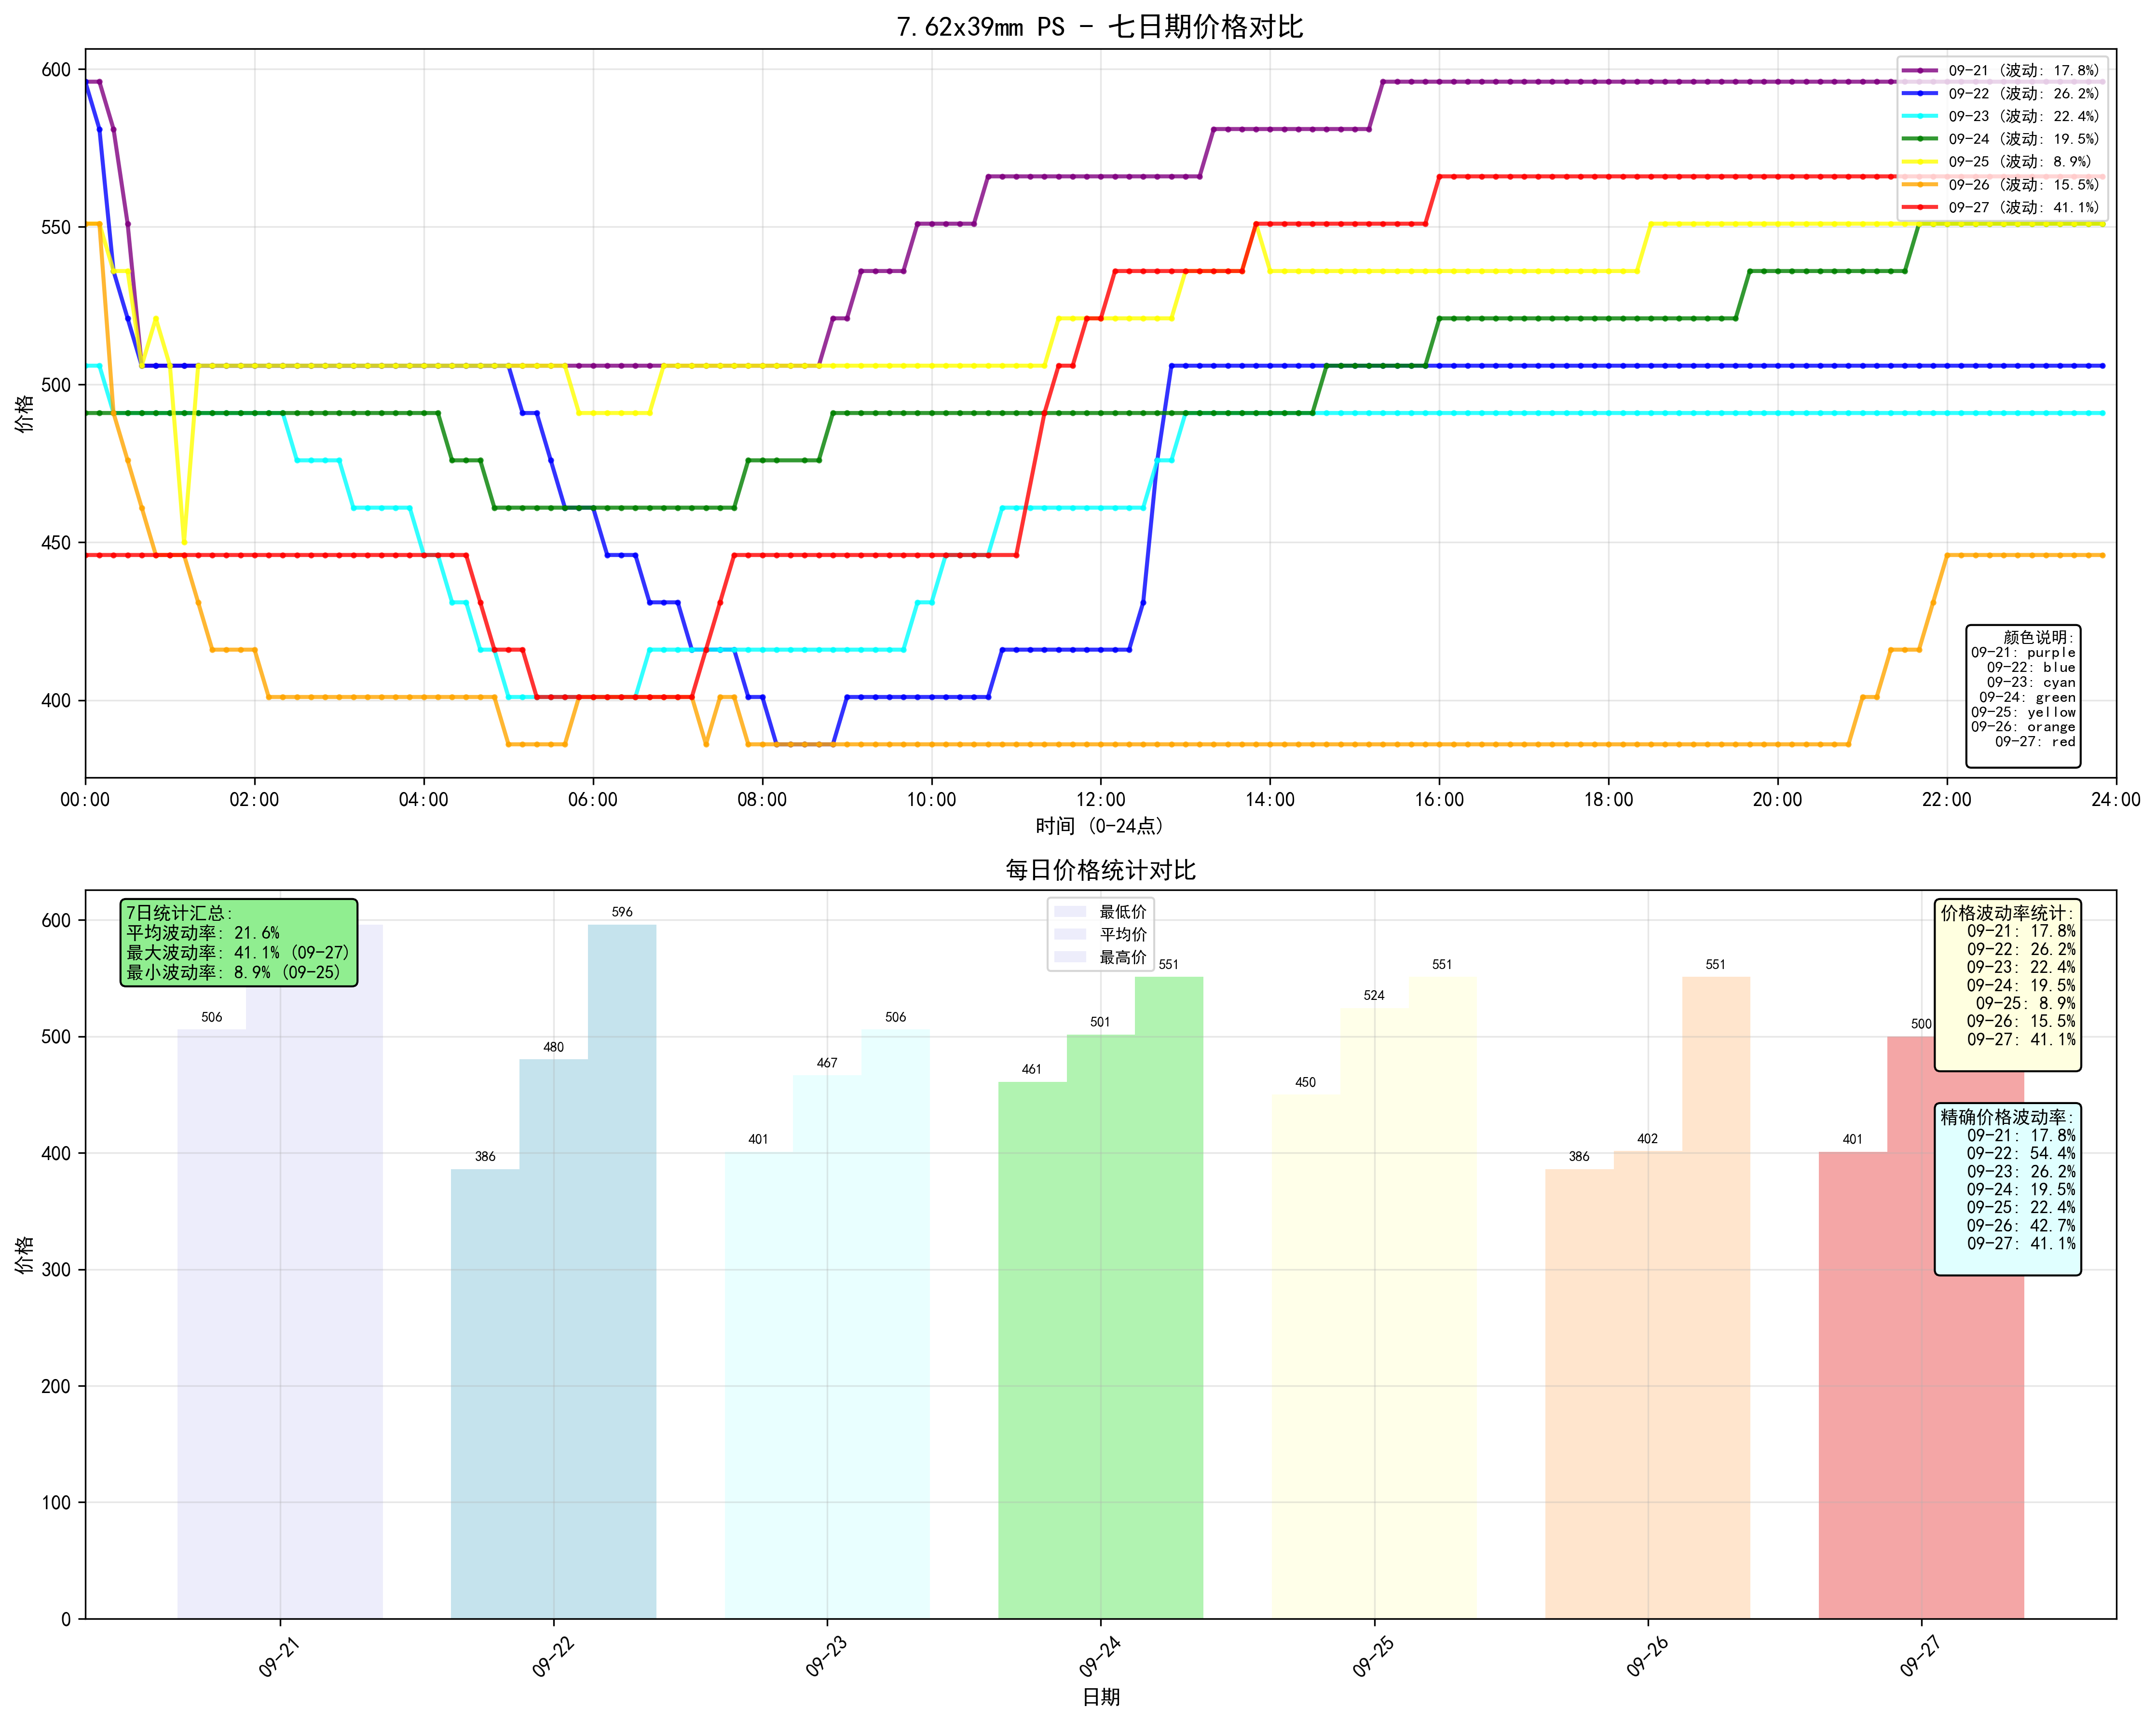 7.62x39mm PS - 七日期价格对比
价格
600
550
500
450
400
09-21 (波动: 17.8%)
09-22 (波动: 26.2%)
09-23 (波动: 22.4%)
09-24 (波动: 19.5%)
09-25 (波动: 8.9%)
09-26 (波动: 15.5%)
09-27 (波动: 41.1%)
颜色说明:
09-21: purple
09-22: blue
09-23: cyan
09-24: green
09-25: yellow
09-26: orange
09-27: red
00:00 02:00 04:00 06:00 08:00 10:00 12:00 14:00 16:00 18:00 20:00 22:00 24:00
时间 (0-24点)
每日价格统计对比
价格
600
500
400
300
200
100
0
7日统计汇总:
平均波动率: 21.6%
最大波动率: 41.1% (09-27)
最小波动率: 8.9% (09-25)
最低价
平均价
最高价
506
386 480 596
401 467 506
461 501 551
450 524 551
386 402 551
401 500
价格波动率统计:
09-21: 17.8%
09-22: 26.2%
09-23: 22.4%
09-24: 19.5%
09-25: 8.9%
09-26: 15.5%
09-27: 41.1%
精确价格波动率:
09-21: 17.8%
09-22: 54.4%
09-23: 26.2%
09-24: 19.5%
09-25: 22.4%
09-26: 42.7%
09-27: 41.1%
09-21 09-22 09-23 09-24 09-25 09-26 09-27
日期